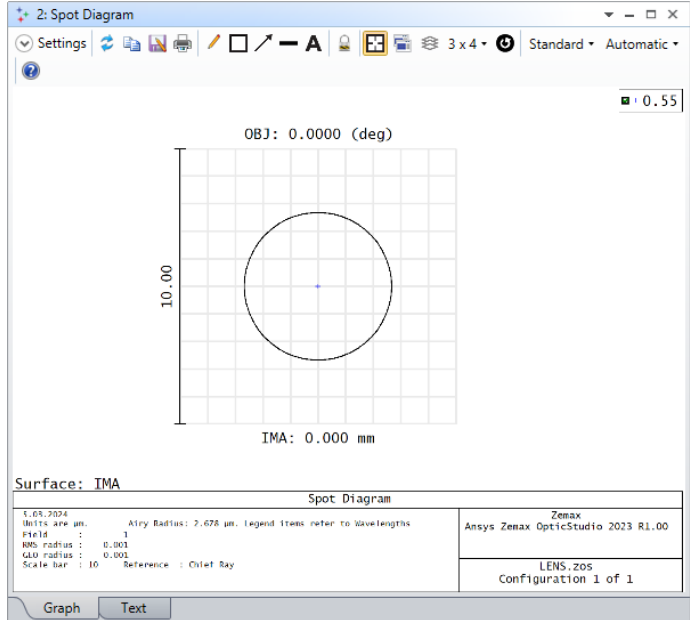 2: Spot Diagram
Settings
3 x 4
Standard
Automatic
0.55
OBJ: 0.0000 (deg)
10.00
IMA: 0.000 mm
Surface: IMA
Spot Diagram
5.03.2024
Units are µm. Airy Radius: 2.678 µm. Legend items refer to Wavelengths
Field : 1
RMS radius : 0.001
GEO radius : 0.001
Scale bar : 10 Reference : Chief Ray
Zemax
Ansys Zemax OpticStudio 2023 R1.00
LENS.zos
Configuration 1 of 1
Graph
Text